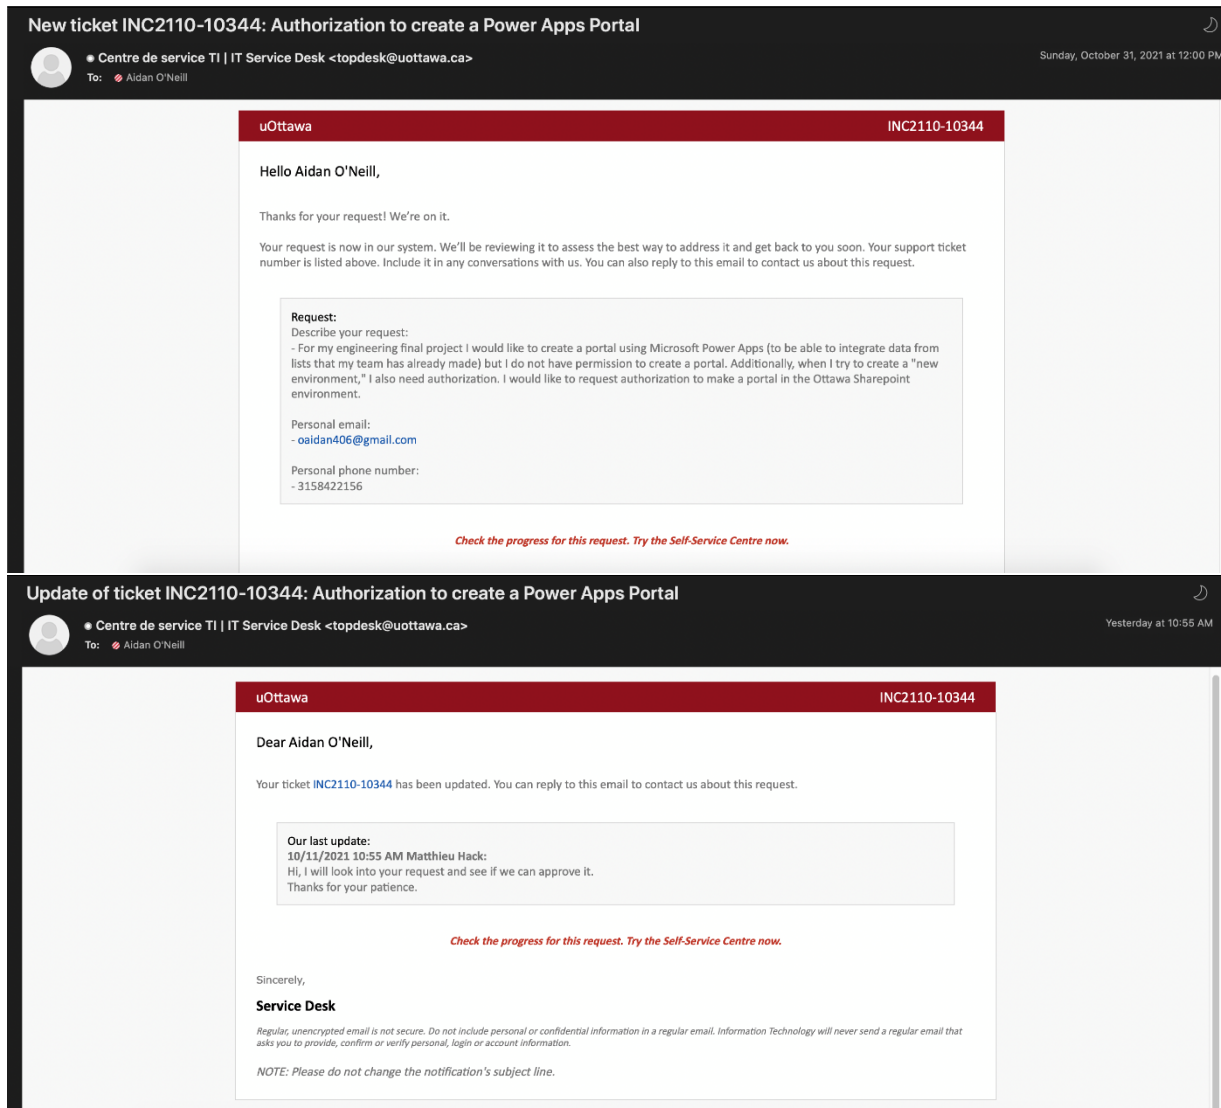 New ticket INC2110-10344: Authorization to create a Power Apps Portal
Centre de service TI | IT Service Desk <topdesk@uottawa.ca>
Sunday, October 31, 2021 at 12:00 PM
To: Aidan O'Neill
uOttawa INC2110-10344
Hello Aidan O'Neill,
Thanks for your request! We're on it.
Your request is now in our system. We'll be reviewing it to assess the best way to address it and get back to you soon. Your support ticket
number is listed above. Include it in any conversations with us. You can also reply to this email to contact us about this request.
Request:
Describe your request:
- For my engineering final project I would like to create a portal using Microsoft Power Apps (to be able to integrate data from
lists that my team has already made) but I do not have permission to create a portal. Additionally, when I try to create a "new
environment," I also need authorization. I would like to request authorization to make a portal in the Ottawa Sharepoint
environment.
Personal email:
- oaidan406@gmail.com
Personal phone number:
- 3158422156
Check the progress for this request. Try the Self-Service Centre now.
Update of ticket INC2110-10344: Authorization to create a Power Apps Portal
Centre de service TI | IT Service Desk <topdesk@uottawa.ca>
Yesterday at 10:55 AM
To: Aidan O'Neill
uOttawa INC2110-10344
Dear Aidan O'Neill,
Your ticket INC2110-10344 has been updated. You can reply to this email to contact us about this request.
Our last update:
10/11/2021 10:55 AM Matthieu Hack:
Hi, I will look into your request and see if we can approve it.
Thanks for your patience.
Check the progress for this request. Try the Self-Service Centre now.
Sincerely,
Service Desk
Regular, unencrypted email is not secure. Do not include personal or confidential information in a regular email. Information Technology will never send a regular email that
asks you to provide, confirm or verify personal, login or account information.
NOTE: Please do not change the notification's subject line.